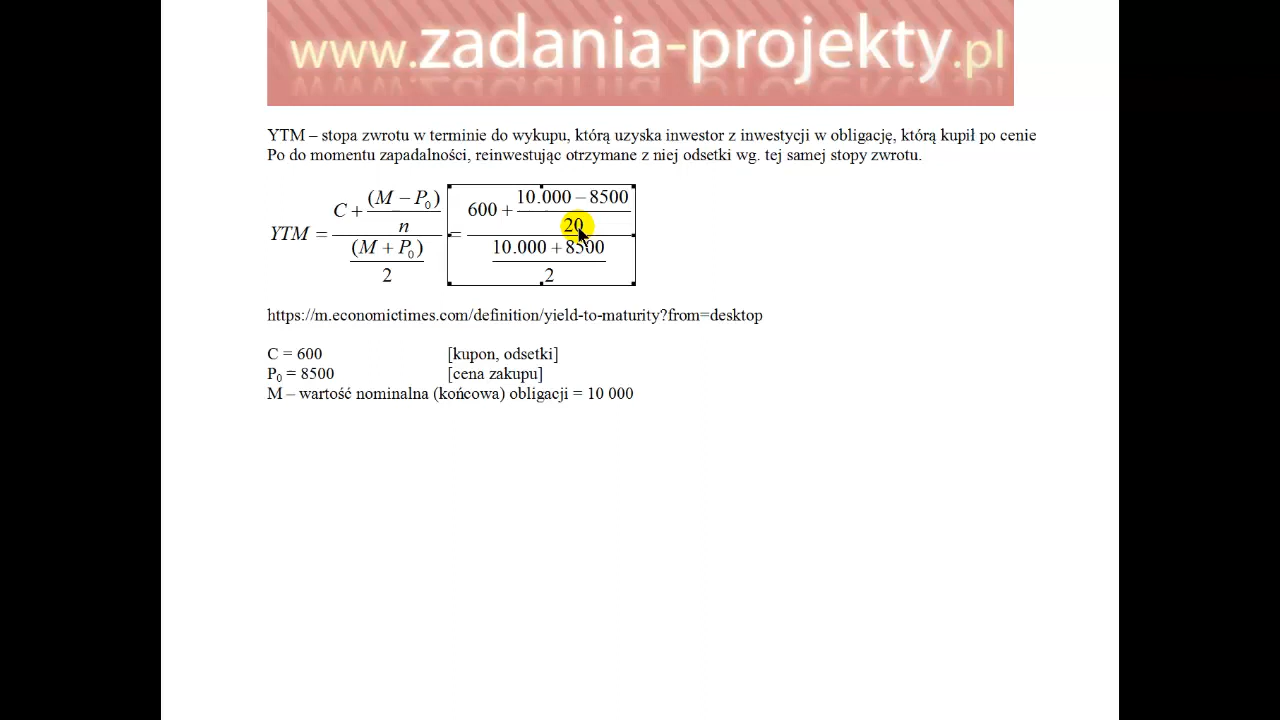 www.zadania-projekty.pl
YTM – stopa zwrotu w terminie do wykupu, którą uzyska inwestor z inwestycji w obligację, którą kupił po cenie
Po do momentu zapadalności, reinwestując otrzymane z niej odsetki wg. tej samej stopy zwrotu.
YTM = (C + (M − P₀) / n) / ((M + P₀) / 2) = (600 + (10.000 − 8500) / 20) / ((10.000 + 8500) / 2)
https://m.economictimes.com/definition/yield-to-maturity?from=desktop
C = 600 [kupon, odsetki]
P₀ = 8500 [cena zakupu]
M – wartość nominalna (końcowa) obligacji = 10 000